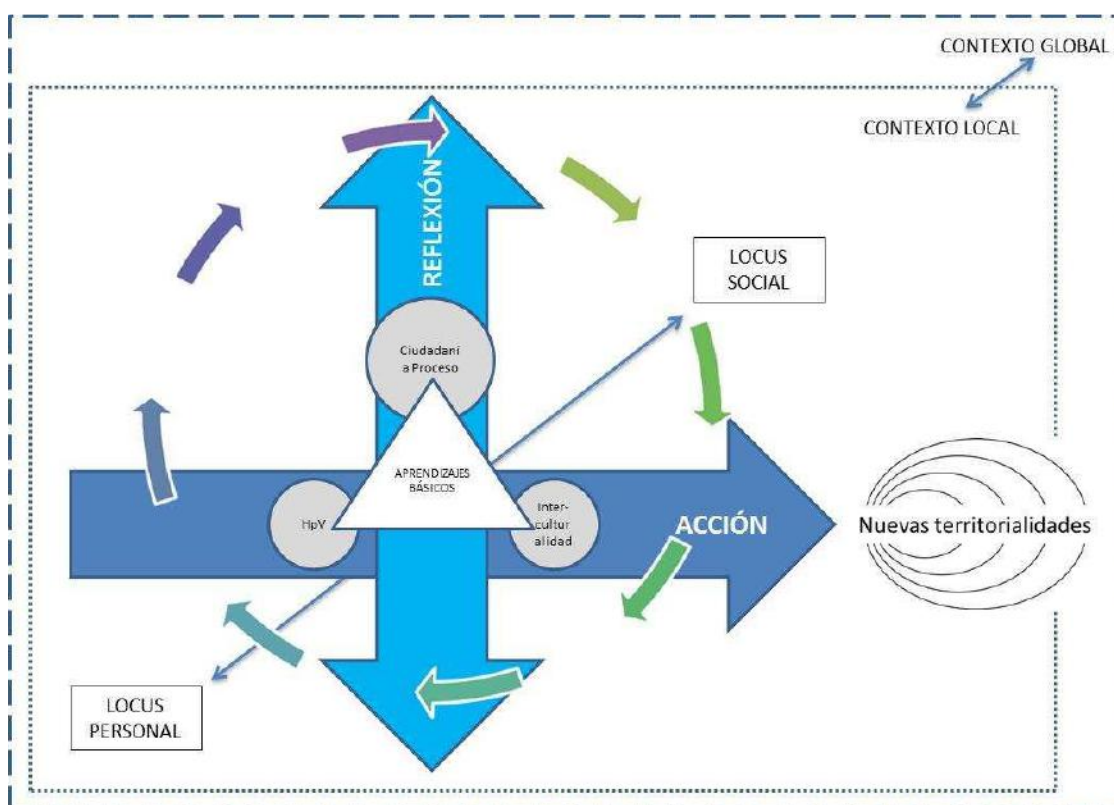 CONTEXTO GLOBAL
CONTEXTO LOCAL
REFLEXIÓN
LOCUS
SOCIAL
Ciudadaní
a Proceso
APRENDIZAJES
BÁSICOS
HpV
Inter-
cultur
alidad
ACCIÓN
Nuevas territorialidades
LOCUS
PERSONAL